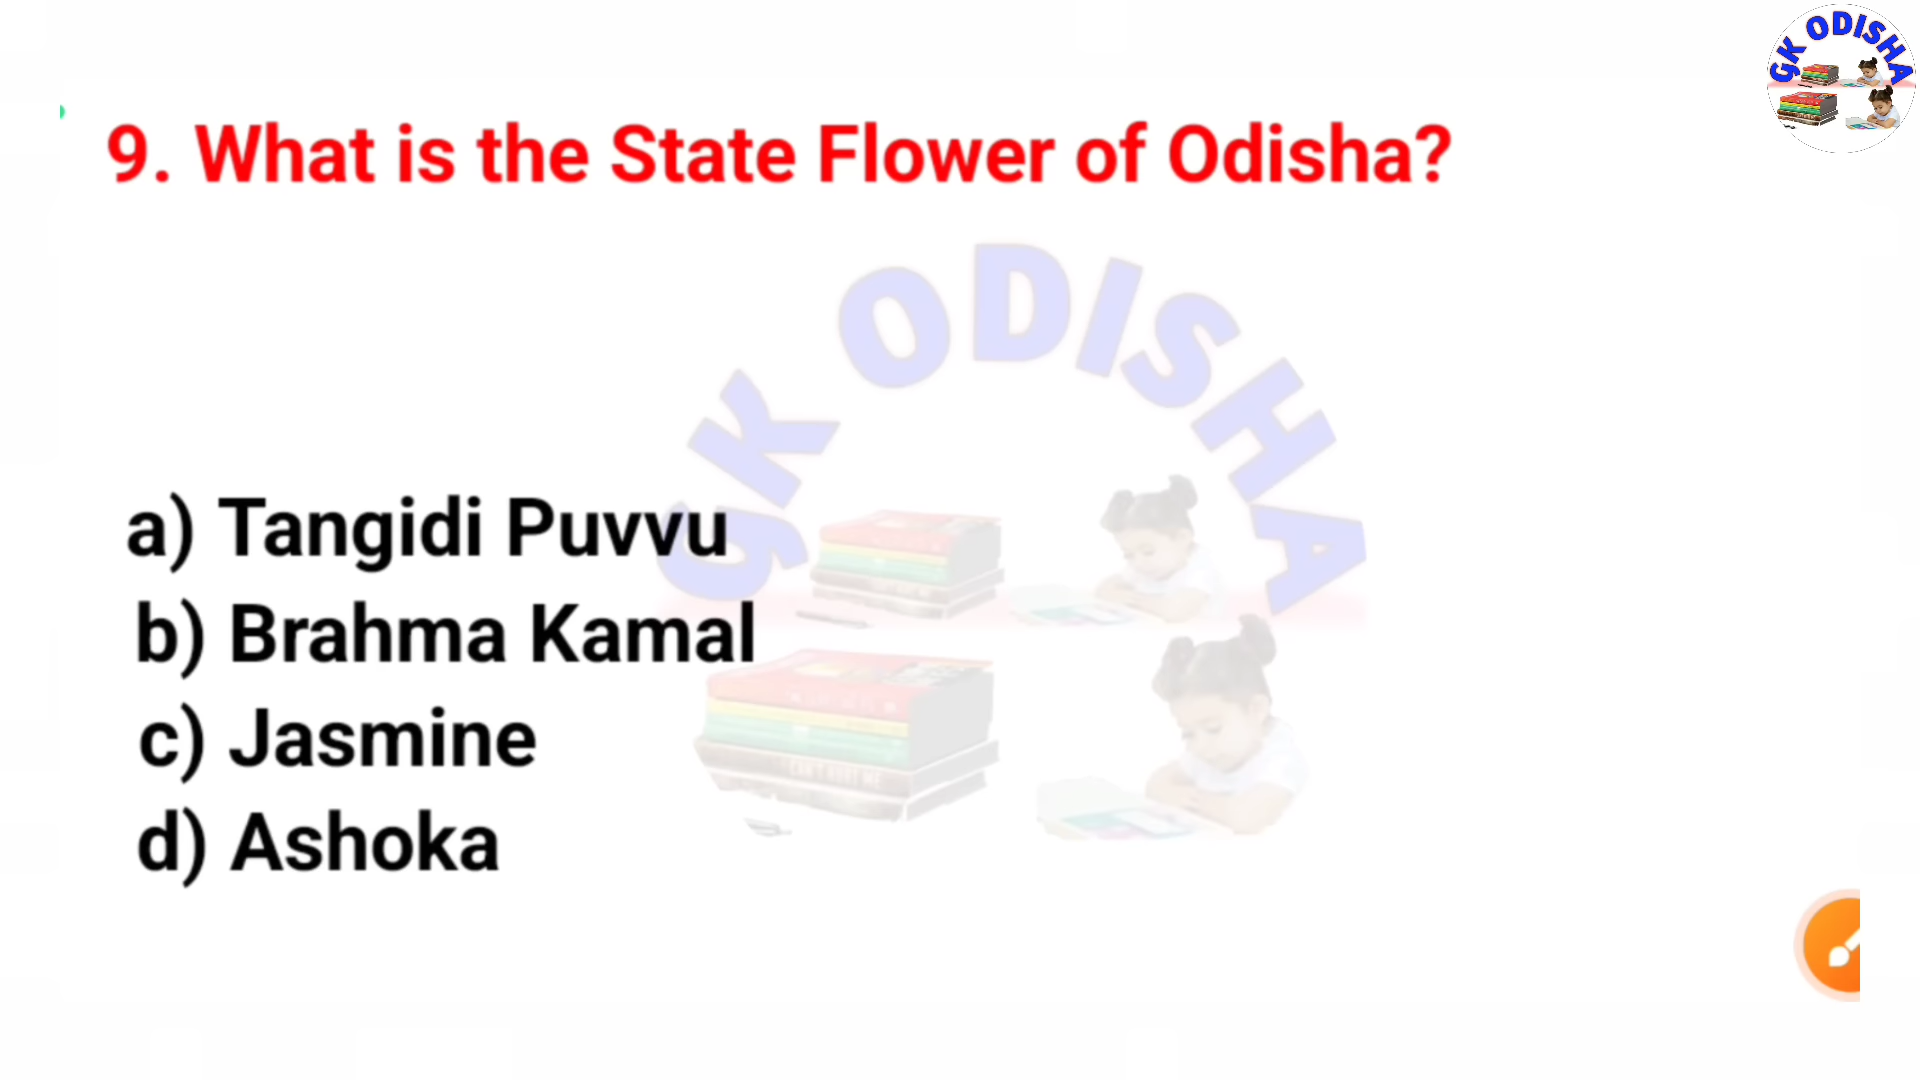 GK ODISHA
9. What is the State Flower of Odisha?
GK ODISHA
a) Tangidi Puvvu
b) Brahma Kamal
c) Jasmine
d) Ashoka